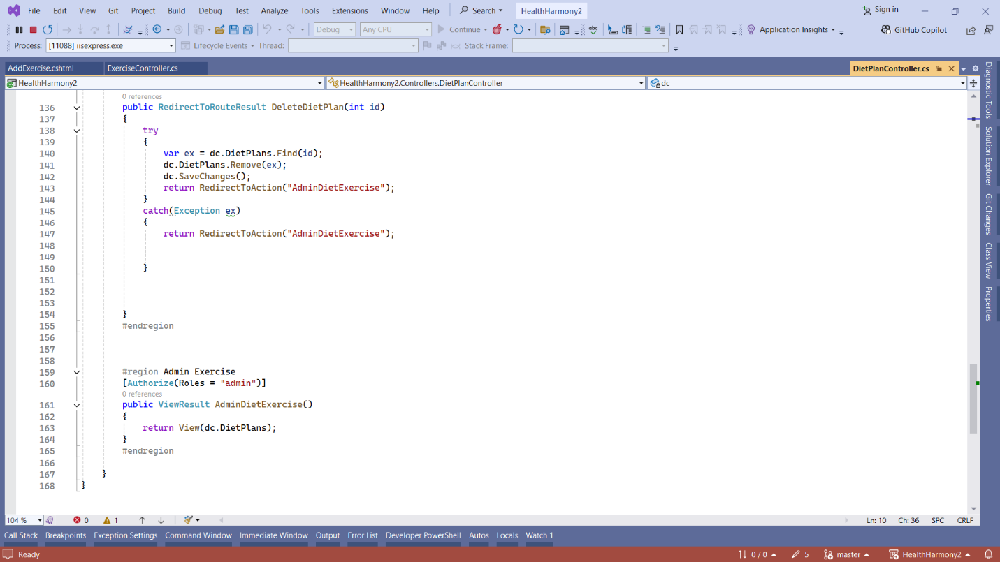 File Edit View Git Project Build Debug Test Analyze Tools Extensions Window Help Search HealthHarmony2 Sign in
Debug Any CPU Continue Application Insights GitHub Copilot
Process: [11088] iisexpress.exe Lifecycle Events Thread: Stack Frame:
AddExercise.cshtml ExerciseController.cs DietPlanController.cs
HealthHarmony2 HealthHarmony2.Controllers.DietPlanController dc
0 references
136 public RedirectToRouteResult DeleteDietPlan(int id)
137 {
138 try
139 {
140 var ex = dc.DietPlans.Find(id);
141 dc.DietPlans.Remove(ex);
142 dc.SaveChanges();
143 return RedirectToAction("AdminDietExercise");
144 }
145 catch(Exception ex)
146 {
147 return RedirectToAction("AdminDietExercise");
148
149
150 }
151
152
153
154 }
155 #endregion
156
157
158
159 #region Admin Exercise
160 [Authorize(Roles = "admin")]
0 references
161 public ViewResult AdminDietExercise()
162 {
163 return View(dc.DietPlans);
164 }
165 #endregion
166
167 }
168 }
Diagnostic Tools
Solution Explorer
Git Changes
Class View
Properties
104 % 0 1 Ln: 10 Ch: 36 SPC CRLF
Call Stack Breakpoints Exception Settings Command Window Immediate Window Output Error List Developer PowerShell Autos Locals Watch 1
Ready 0 / 0 5 master HealthHarmony2